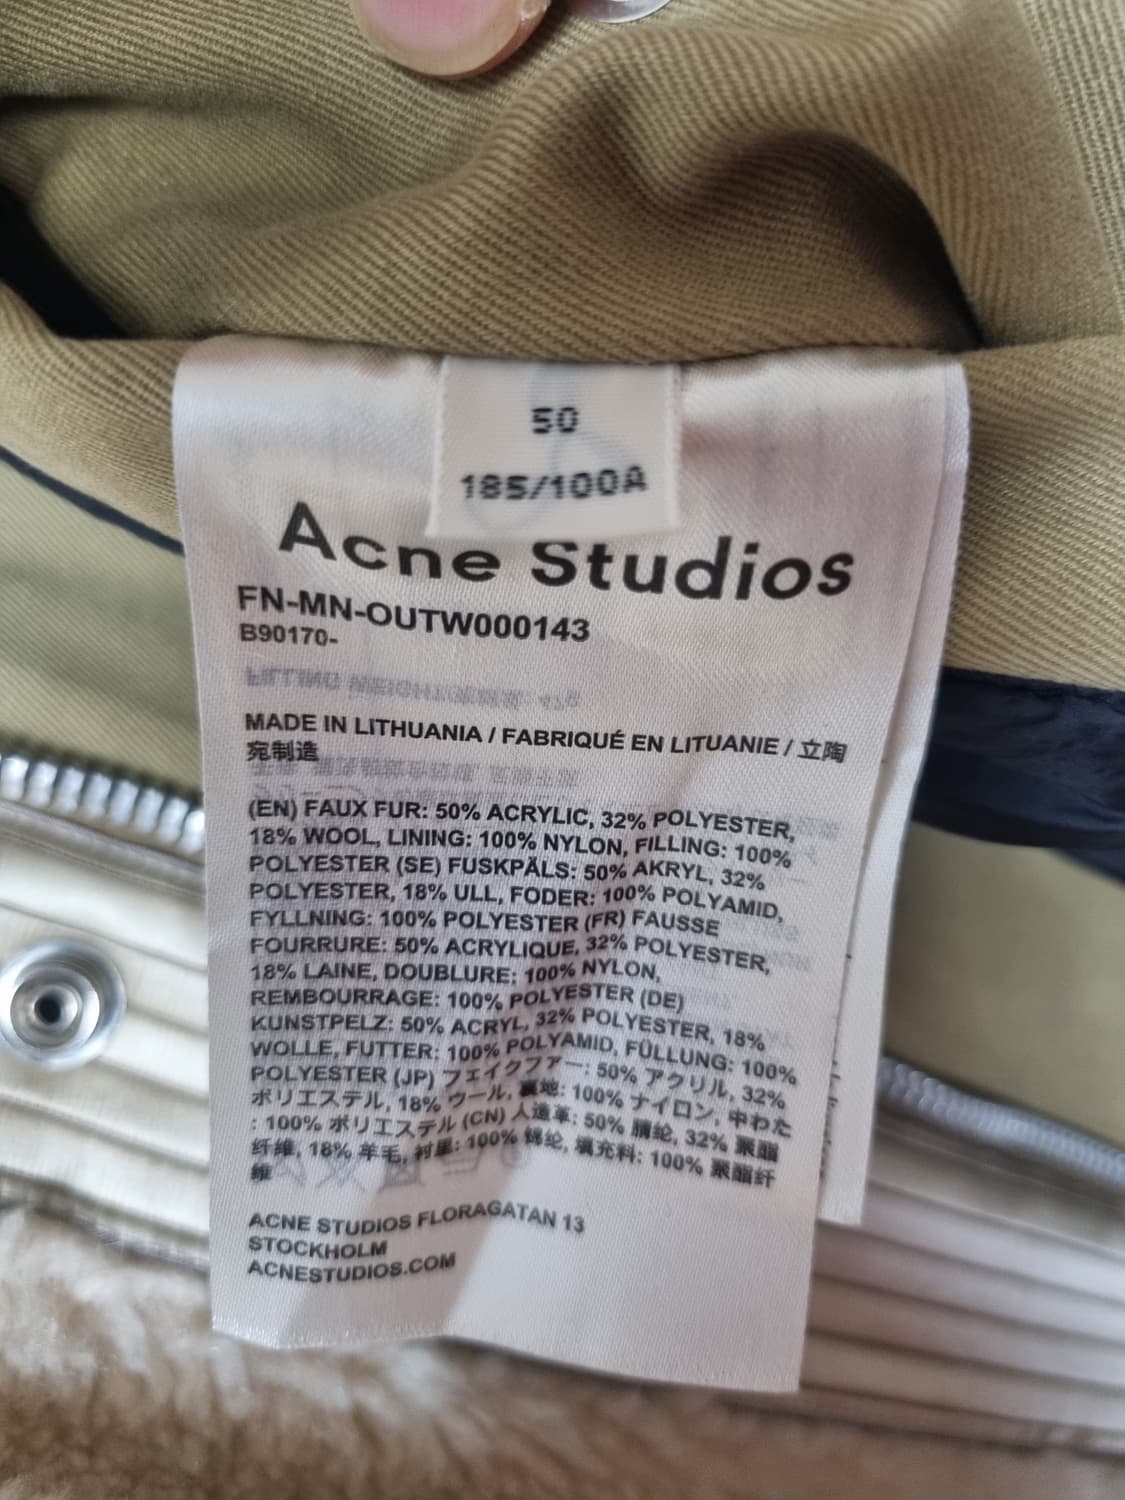 50
185/100A
Acne Studios
FN-MN-OUTW000143
B90170-
MADE IN LITHUANIA / FABRIQUÉ EN LITUANIE / 立陶
宛制造
(EN) FAUX FUR: 50% ACRYLIC, 32% POLYESTER,
18% WOOL, LINING: 100% NYLON, FILLING: 100%
POLYESTER (SE) FUSKPÄLS: 50% AKRYL, 32%
POLYESTER, 18% ULL, FODER: 100% POLYAMID,
FYLLNING: 100% POLYESTER (FR) FAUSSE
FOURRURE: 50% ACRYLIQUE, 32% POLYESTER,
18% LAINE, DOUBLURE: 100% NYLON,
REMBOURRAGE: 100% POLYESTER (DE)
KUNSTPELZ: 50% ACRYL, 32% POLYESTER, 18%
WOLLE, FUTTER: 100% POLYAMID, FÜLLUNG: 100%
POLYESTER (JP) フェイクファー: 50% アクリル, 32%
ポリエステル, 18% ウール, 裏地: 100% ナイロン, 中わた
: 100% ポリエステル (CN) 人造革: 50% 腈纶, 32% 聚酯
纤维, 18% 羊毛, 衬里: 100% 锦纶, 填充料: 100% 聚酯纤
维
ACNE STUDIOS FLORAGATAN 13
STOCKHOLM
ACNESTUDIOS.COM